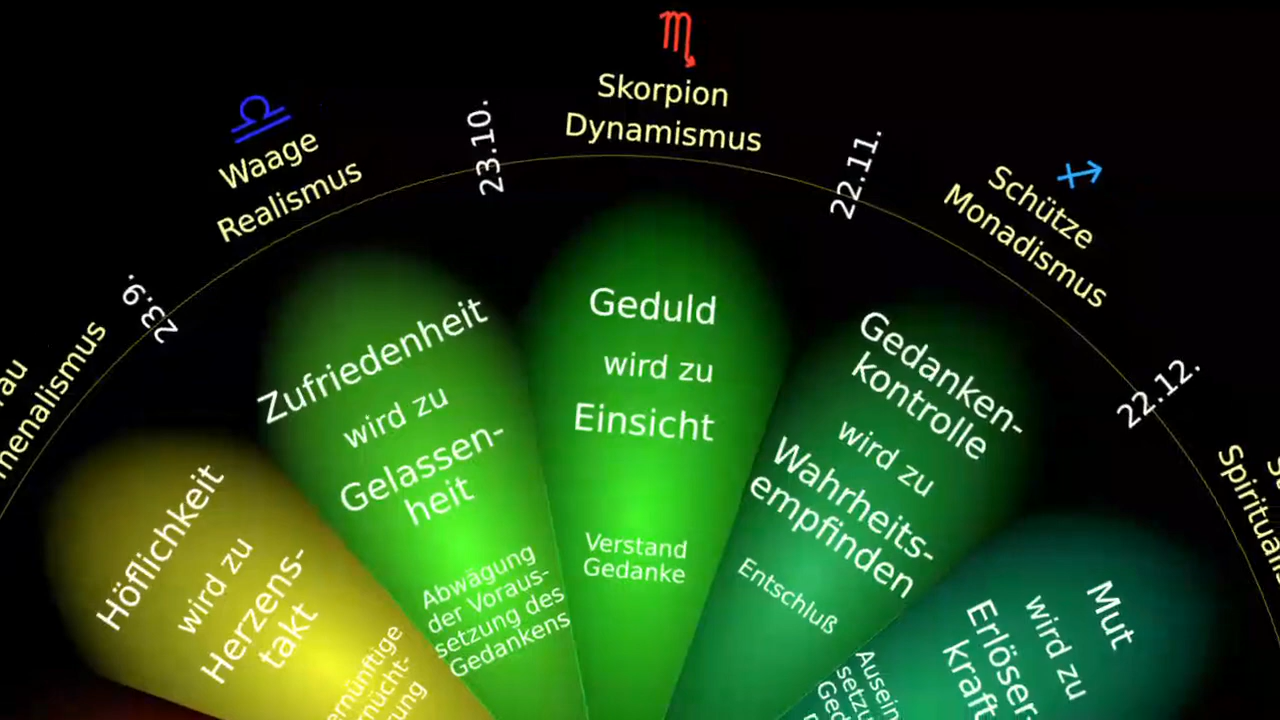 Waage
Realismus
Skorpion
Dynamismus
Schütze
Monadismus
23.9.
23.10.
22.11.
22.12.
Höflichkeit
wird zu
Herzens-
takt
Zufriedenheit
wird zu
Gelassen-
heit
Abwägung
der Voraus-
setzung des
Gedankens
Geduld
wird zu
Einsicht
Verstand
Gedanke
Gedanken-
kontrolle
wird zu
Wahrheits-
empfinden
Entschluß
Mut
wird zu
Erlöser-
kraft